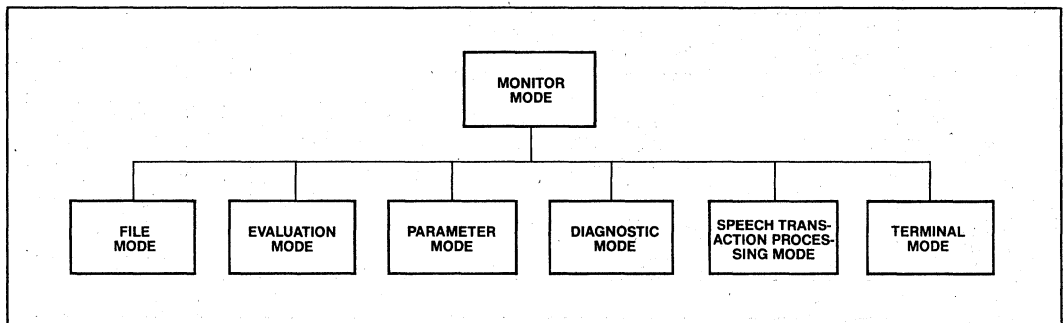 MONITOR
MODE
FILE
MODE
EVALUATION
MODE
PARAMETER
MODE
DIAGNOSTIC
MODE
SPEECH TRANS-
ACTION PROCES-
SING MODE
TERMINAL
MODE